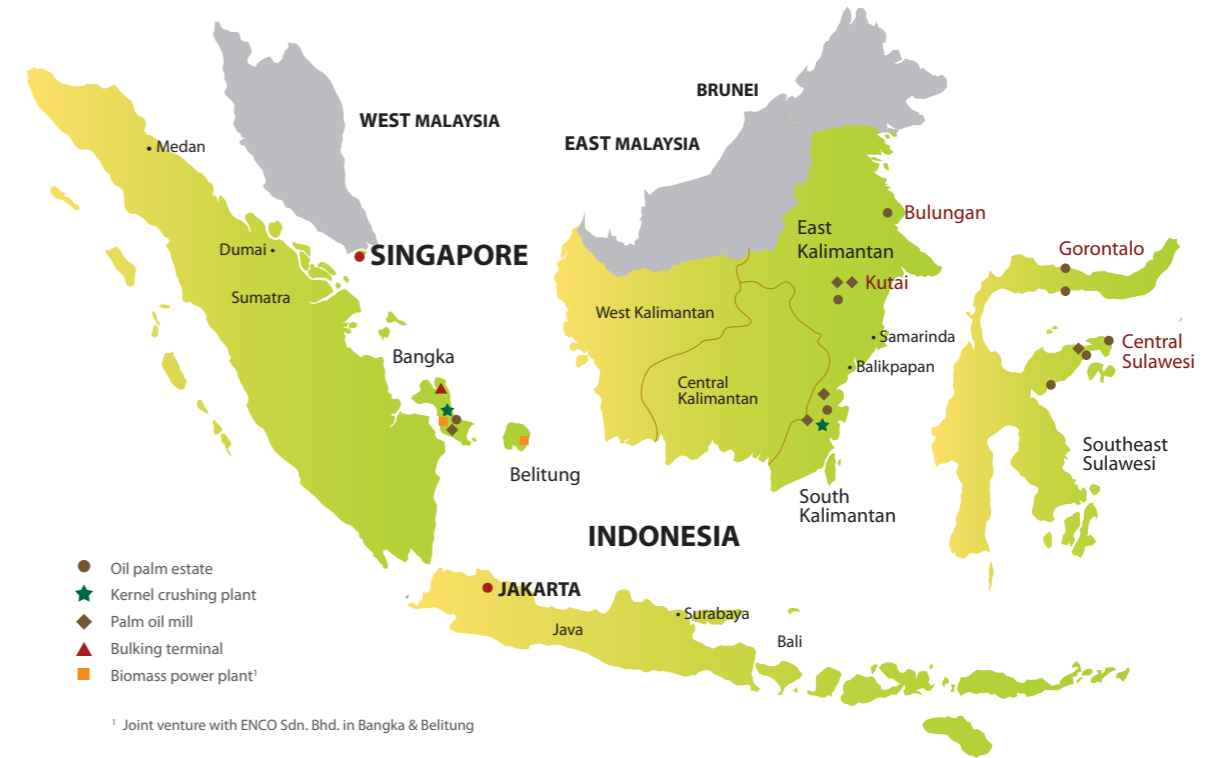 BRUNEI
WEST MALAYSIA
EAST MALAYSIA
Medan
Bulungan
East
Kalimantan
Dumai
SINGAPORE
Gorontalo
Kutai
Sumatra
West Kalimantan
Samarinda
Central
Sulawesi
Bangka
Balikpapan
Central
Kalimantan
Southeast
Sulawesi
Belitung
South
Kalimantan
INDONESIA
Oil palm estate
Kernel crushing plant
Palm oil mill
Bulking terminal
Biomass power plant¹
JAKARTA
Surabaya
Java
Bali
¹ Joint venture with ENCO Sdn. Bhd. in Bangka & Belitung